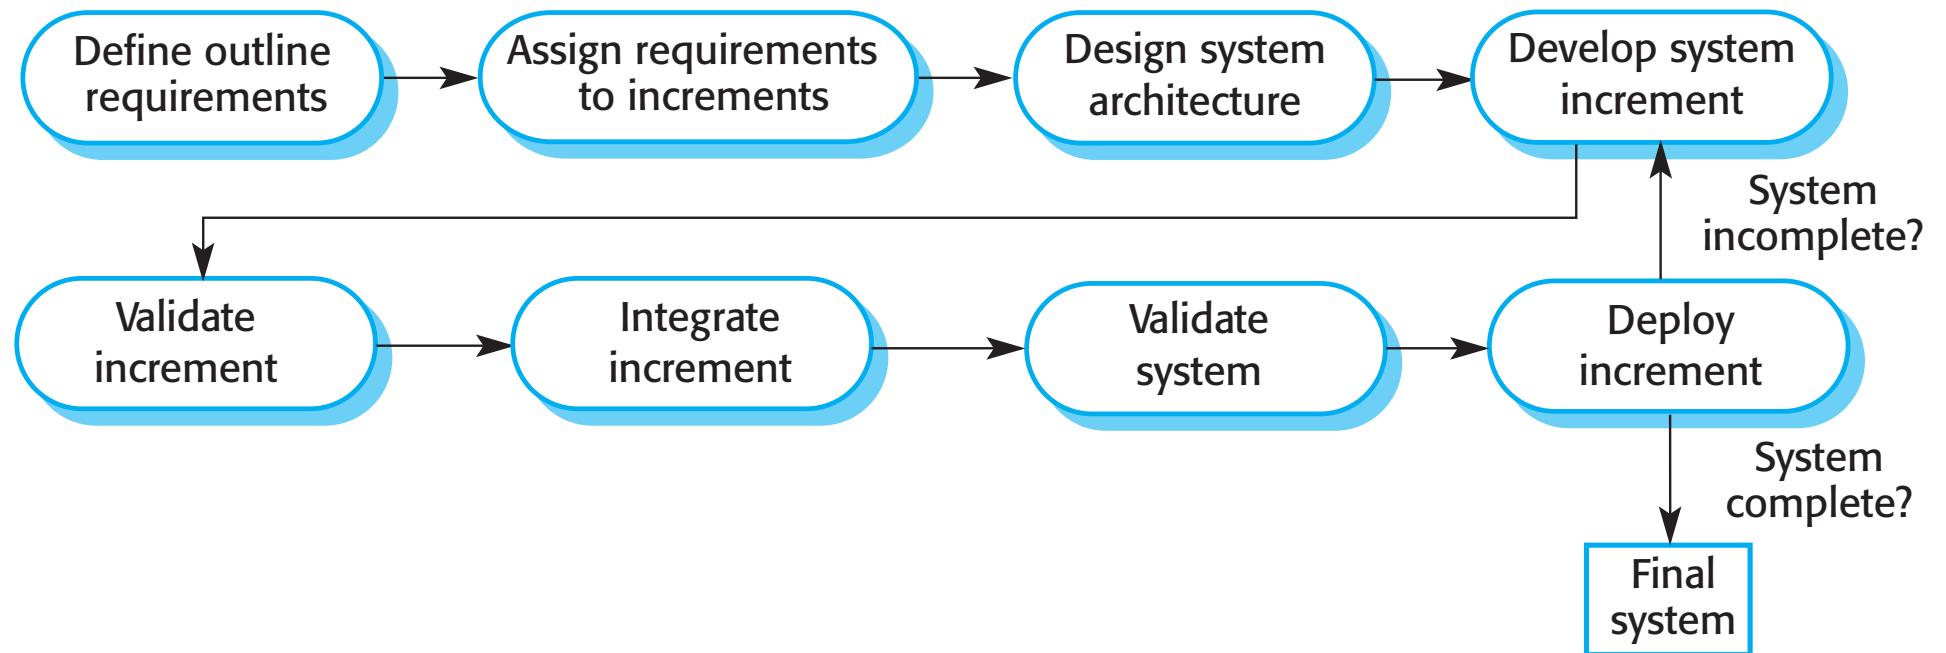 Define outline
requirements
Assign requirements
to increments
Design system
architecture
Develop system
increment
System
incomplete?
Validate
increment
Integrate
increment
Validate
system
Deploy
increment
System
complete?
Final
system